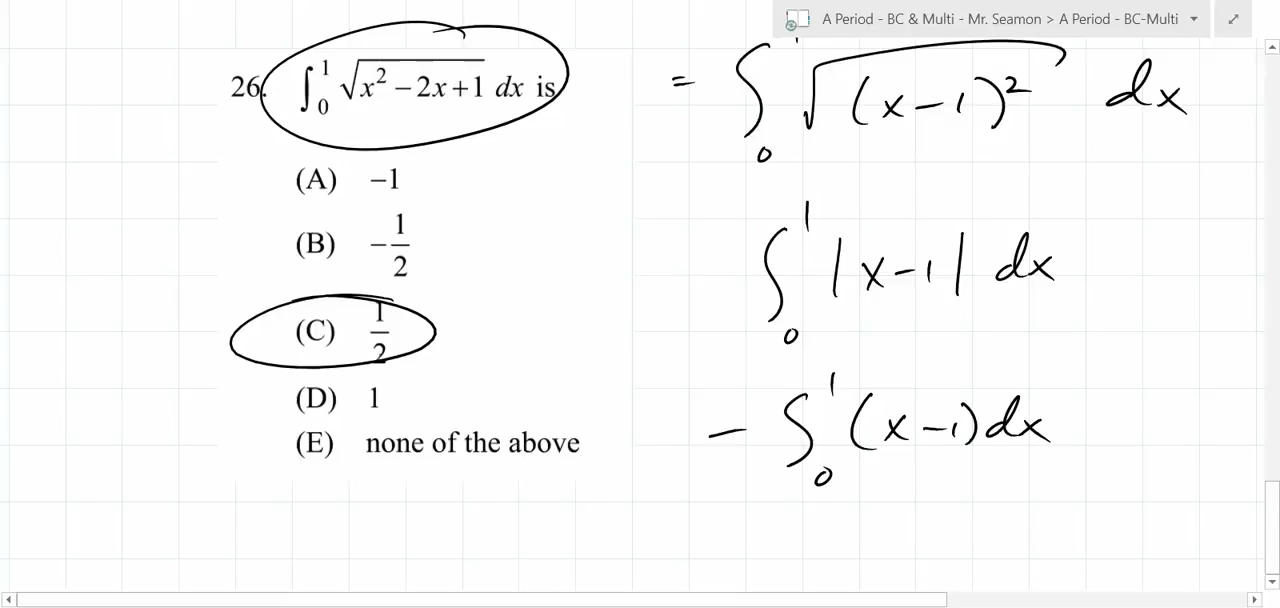 A Period - BC & Multi - Mr. Seamon > A Period - BC-Multi
26. ∫₀¹ √(x² − 2x + 1) dx is
(A) −1
(B) −1/2
(C) 1/2
(D) 1
(E) none of the above
= ∫₀¹ √((x−1)²) dx
∫₀¹ |x−1| dx
− ∫₀¹ (x−1)dx